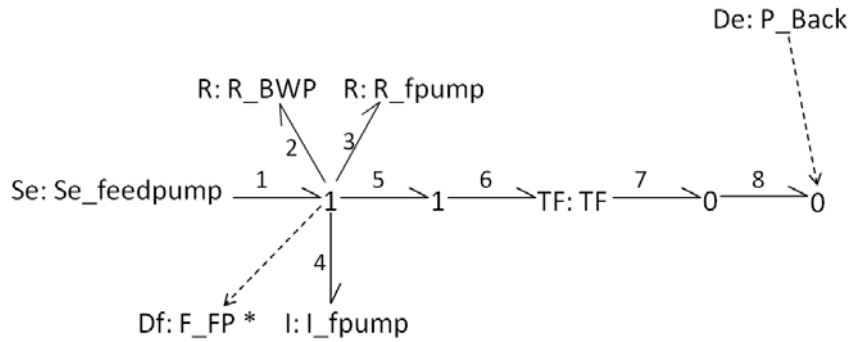 De: P_Back
R: R_BWP R: R_fpump
2 3
Se: Se_feedpump 1 1 5 1 6 TF: TF 7 0 8 0
4
Df: F_FP * I: I_fpump